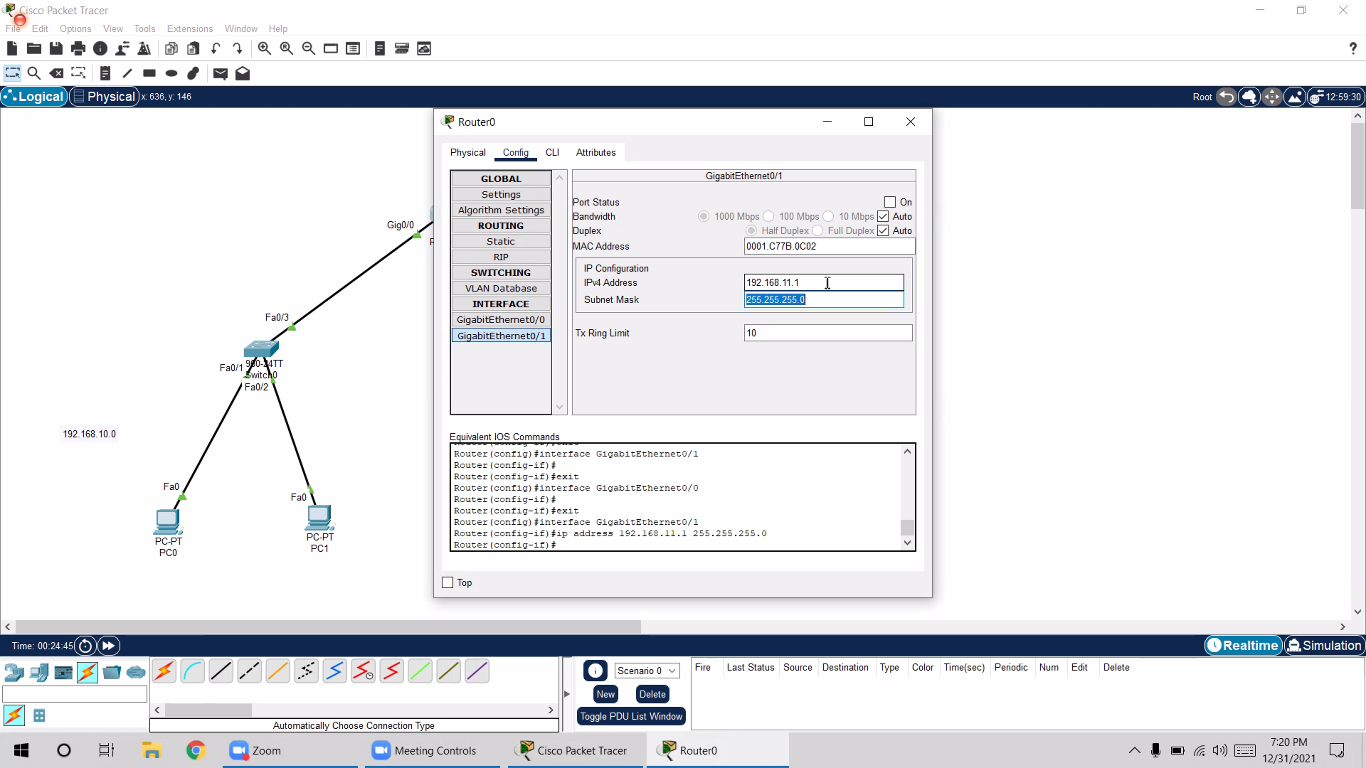 Cisco Packet Tracer
File Edit Options View Tools Extensions Window Help
Logical Physical x: 636, y: 146
Root 12:59:30
Gig0/0
Fa0/3
Fa0/1
Switch0
Fa0/2
192.168.10.0
Fa0
PC-PT
PC0
Fa0
PC-PT
PC1
Router0
Physical Config CLI Attributes
GLOBAL
Settings
Algorithm Settings
ROUTING
Static
RIP
SWITCHING
VLAN Database
INTERFACE
GigabitEthernet0/0
GigabitEthernet0/1
GigabitEthernet0/1
Port Status On
Bandwidth 1000 Mbps 100 Mbps 10 Mbps Auto
Duplex Half Duplex Full Duplex Auto
MAC Address 0001.C77B.0C02
IP Configuration
IPv4 Address 192.168.11.1
Subnet Mask 255.255.255.0
Tx Ring Limit 10
Equivalent IOS Commands
Router(config)#interface GigabitEthernet0/1
Router(config-if)#
Router(config-if)#exit
Router(config)#interface GigabitEthernet0/0
Router(config-if)#
Router(config-if)#exit
Router(config)#interface GigabitEthernet0/1
Router(config-if)#ip address 192.168.11.1 255.255.255.0
Router(config-if)#
Top
Time: 00:24:45
Realtime Simulation
Scenario 0
New Delete
Toggle PDU List Window
Fire Last Status Source Destination Type Color Time(sec) Periodic Num Edit Delete
Automatically Choose Connection Type
Zoom Meeting Controls Cisco Packet Tracer Router0
7:20 PM
12/31/2021